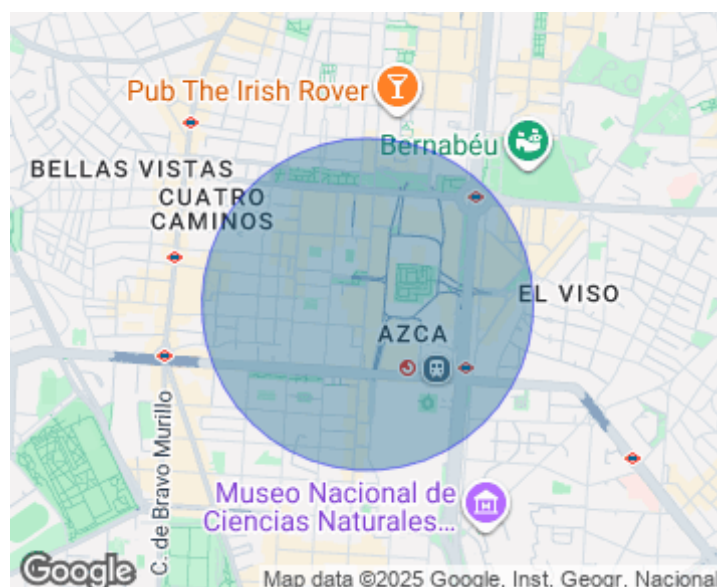 Pub The Irish Rover
Bernabéu
BELLAS VISTAS
CUATRO
CAMINOS
EL VISO
AZCA
C. de Bravo Murillo
Museo Nacional de
Ciencias Naturales...
Google
Map data ©2025 Google, Inst. Geogr. Nacional